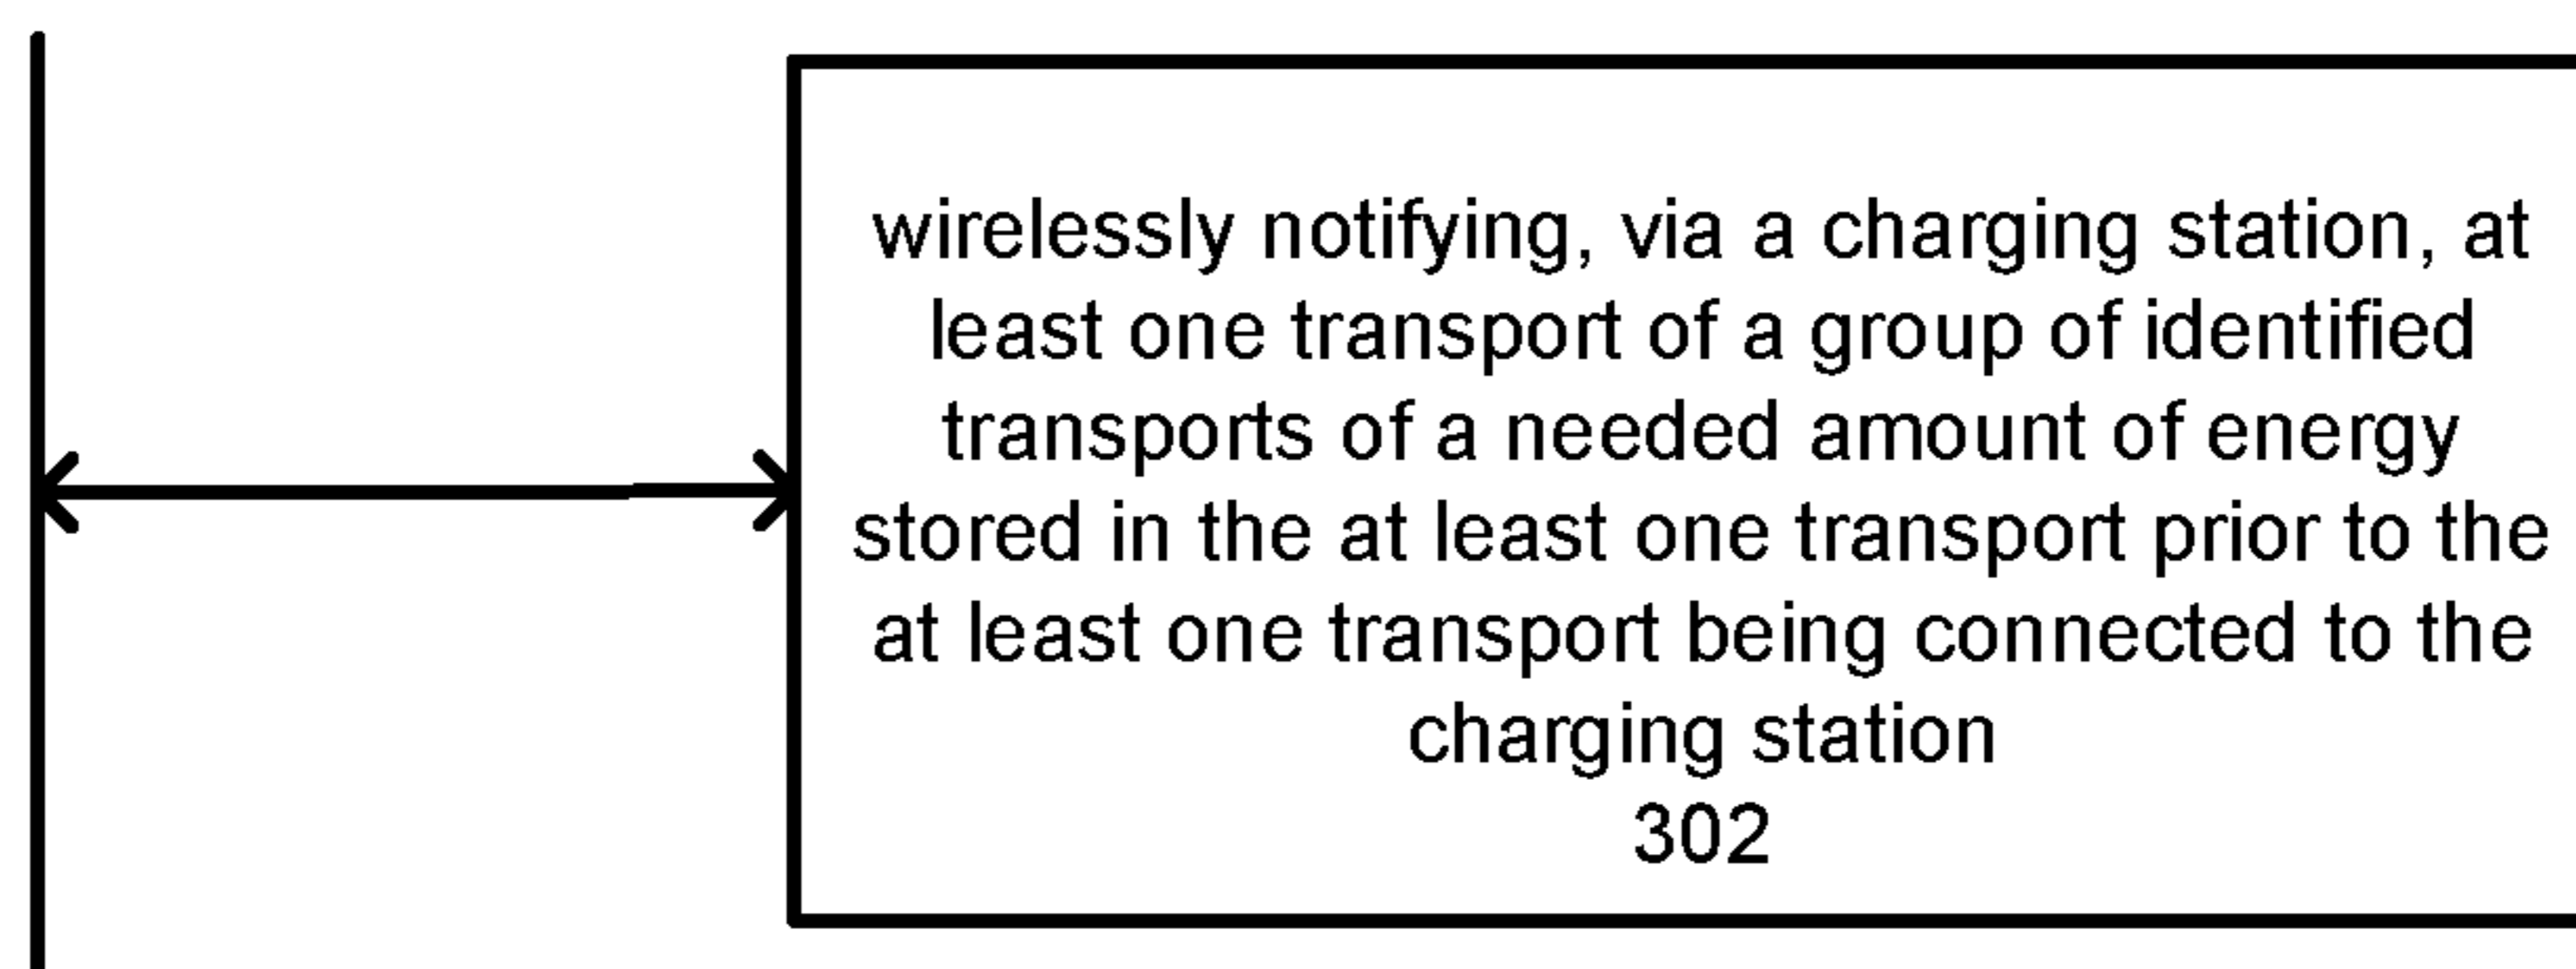 wirelessly notifying, via a charging station, at
least one transport of a group of identified
transports of a needed amount of energy
stored in the at least one transport prior to the
at least one transport being connected to the
charging station
302